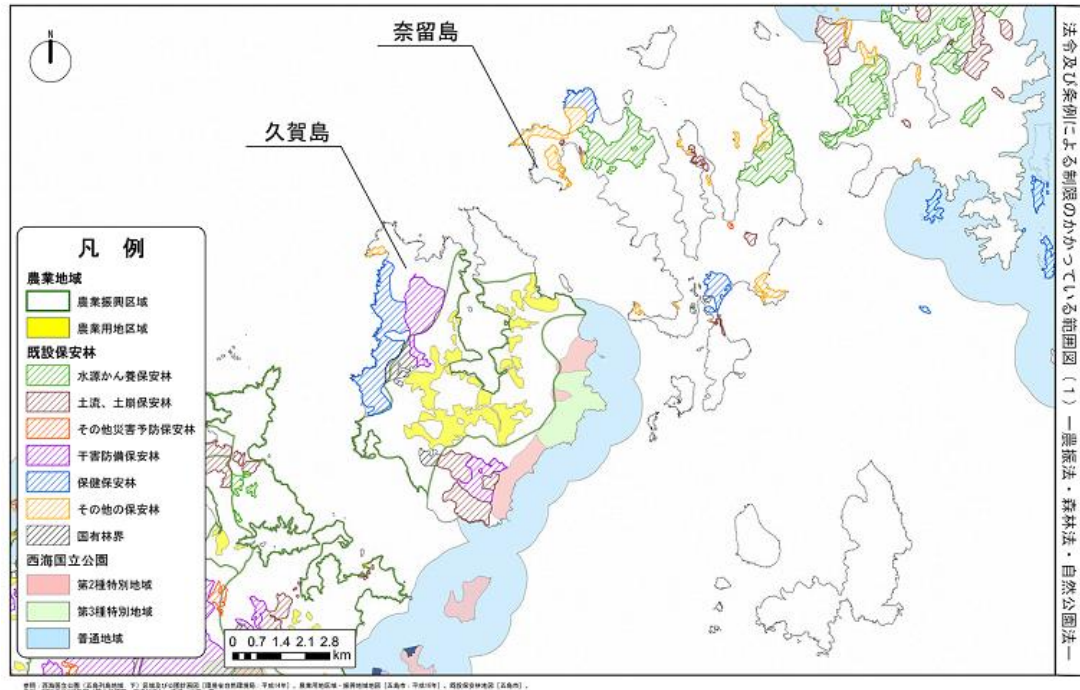 法令及び条例による制限のかかっている範囲図（１）－農振法・森林法・自然公園法－
N
奈留島
久賀島
凡 例
農業地域
農業振興区域
農業用地区域
既設保安林
水源かん養保安林
土流、土崩保安林
その他災害予防保安林
干害防備保安林
保健保安林
その他の保安林
国有林界
西海国立公園
第2種特別地域
第3種特別地域
普通地域
0 0.7 1.4 2.1 2.8
km